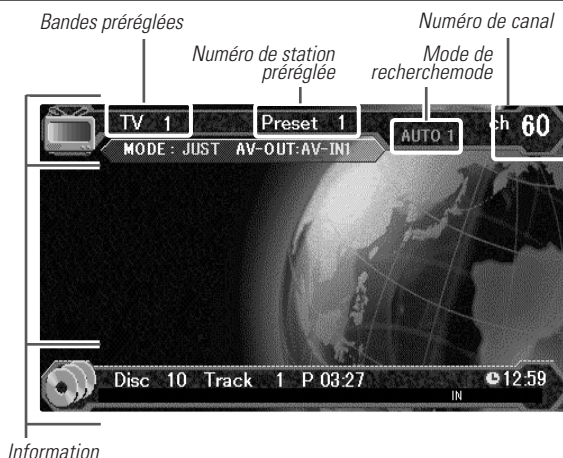 Bandes préréglées
Numéro de canal
Numéro de station
préréglée
Mode de
recherchemode
TV 1
Preset 1
AUTO 1
ch 60
MODE : JUST AV-OUT:AV-IN1
Disc 10 Track 1 P 03:27
12:59
IN
Information